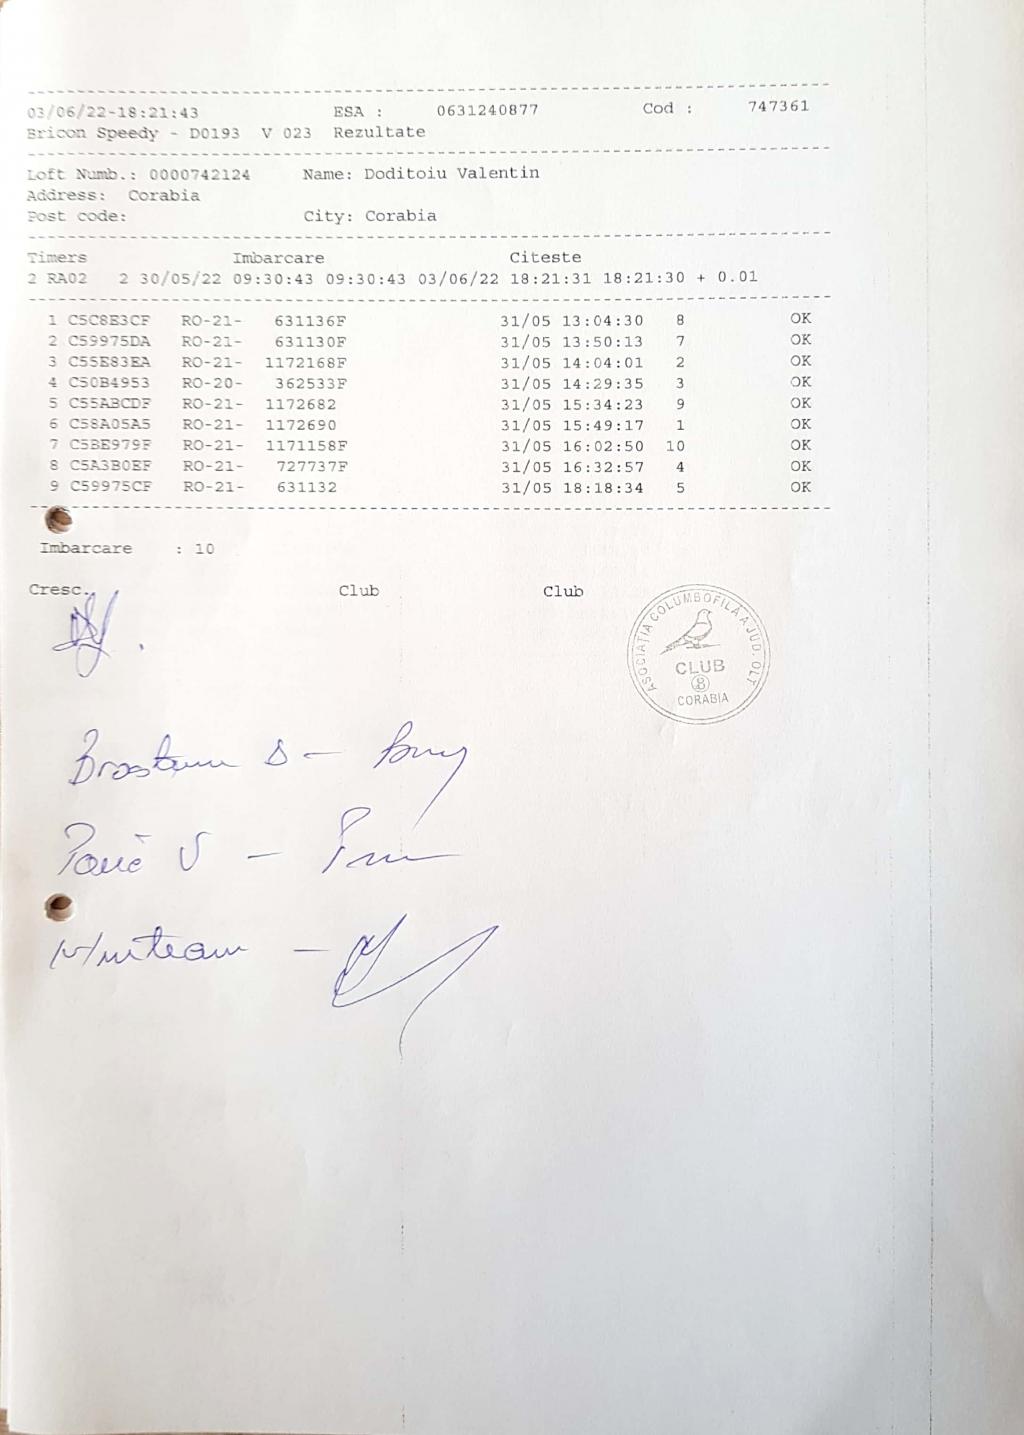 03/06/22-18:21:43 ESA : 0631240877 Cod : 747361
Bricon Speedy - D0193 V 023 Rezultate
Loft Numb.: 0000742124 Name: Doditoiu Valentin
Address: Corabia
Post code: City: Corabia
Timers Imbarcare Citeste
2 RA02 2 30/05/22 09:30:43 09:30:43 03/06/22 18:21:31 18:21:30 + 0.01
1 C5C8E3CF RO-21- 631136F 31/05 13:04:30 8 OK
2 C59975DA RO-21- 631130F 31/05 13:50:13 7 OK
3 C55E83EA RO-21- 1172168F 31/05 14:04:01 2 OK
4 C50B4953 RO-20- 362533F 31/05 14:29:35 3 OK
5 C55ABCDF RO-21- 1172682 31/05 15:34:23 9 OK
6 C58A05A5 RO-21- 1172690 31/05 15:49:17 1 OK
7 C5BE979F RO-21- 1171158F 31/05 16:02:50 10 OK
8 C5A3B0EF RO-21- 727737F 31/05 16:32:57 4 OK
9 C59975CF RO-21- 631132 31/05 18:18:34 5 OK
Imbarcare : 10
Cresc. Club Club
ASOCIATIA COLUMBOFILA A JUD. OLT
CLUB
8
CORABIA